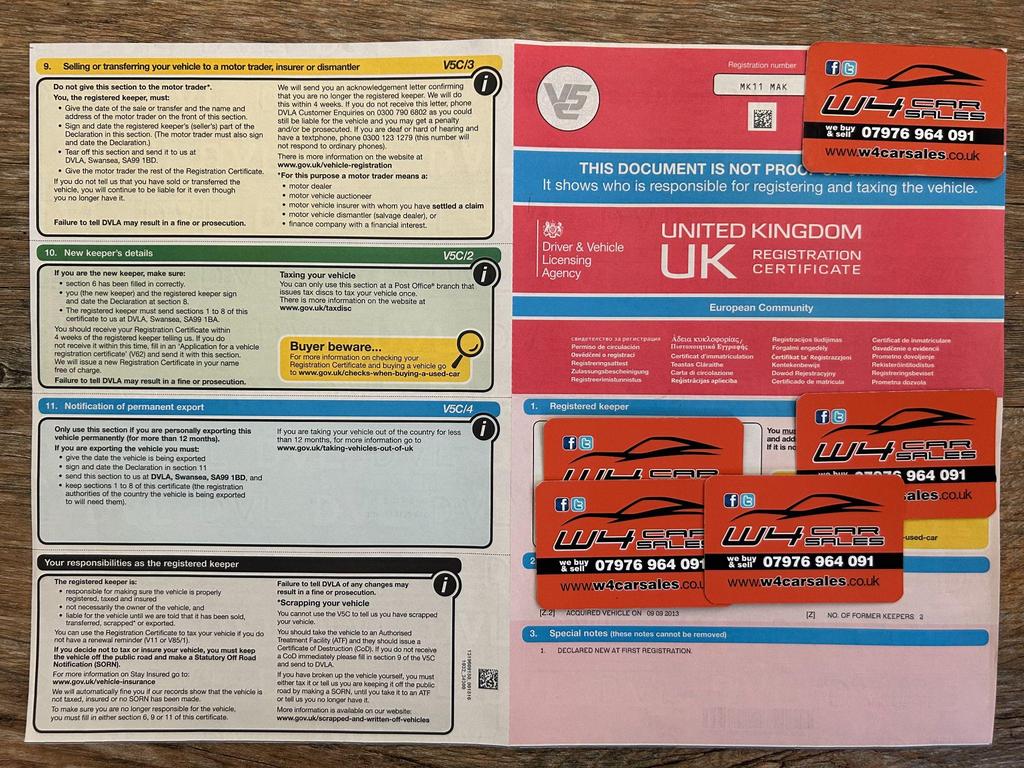 9. Selling or transferring your vehicle to a motor trader, insurer or dismantler V5C/3
Do not give this section to the motor trader*.
You, the registered keeper, must:
• Give the date of the sale or transfer and the name and
address of the motor trader on the front of this section.
• Sign and date the registered keeper's (seller's) part of the
Declaration in this section. (The motor trader must also sign
and date the Declaration.)
• Tear off this section and send it to us at
DVLA, Swansea, SA99 1BD.
• Give the motor trader the rest of the Registration Certificate.
If you do not tell us that you have sold or transferred the
vehicle, you will continue to be liable for it even though
you no longer have it.
Failure to tell DVLA may result in a fine or prosecution.
We will send you an acknowledgement letter confirming
that you are no longer the registered keeper. We will do
this within 4 weeks. If you do not receive this letter, phone
DVLA Customer Enquiries on 0300 790 6802 as you could
still be liable for the vehicle and you may get a penalty
and/or be prosecuted. If you are deaf or hard of hearing and
have a textphone, phone 0300 123 1279 (this number will
not respond to ordinary phones).
There is more information on the website at
www.gov.uk/vehicle-registration
*For this purpose a motor trader means a:
• motor dealer
• motor vehicle auctioneer
• motor vehicle insurer with whom you have settled a claim
• motor vehicle dismantler (salvage dealer), or
• finance company with a financial interest.
10. New keeper's details V5C/2
If you are the new keeper, make sure:
• section 6 has been filled in correctly.
• you (the new keeper) and the registered keeper sign
and date the Declaration at section 8.
• The registered keeper must send sections 1 to 8 of this
certificate to us at DVLA, Swansea, SA99 1BA.
You should receive your Registration Certificate within
4 weeks of the registered keeper telling us. If you do
not receive it within this time, fill in an 'Application for a vehicle
registration certificate' (V62) and send it with this section.
We will issue a new Registration Certificate in your name
free of charge.
Failure to tell DVLA may result in a fine or prosecution.
Taxing your vehicle
You can only use this section at a Post Office® branch that
issues tax discs to tax your vehicle once.
There is more information on the website at
www.gov.uk/taxdisc
Buyer beware...
For more information on checking your
Registration Certificate and buying a vehicle go
to www.gov.uk/checks-when-buying-a-used-car
11. Notification of permanent export V5C/4
Only use this section if you are personally exporting this
vehicle permanently (for more than 12 months).
If you are exporting the vehicle you must:
• give the date the vehicle is being exported
• sign and date the Declaration in section 11
• send this section to us at DVLA, Swansea, SA99 1BD, and
• keep sections 1 to 8 of this certificate (the registration
authorities of the country the vehicle is being exported
to will need them).
If you are taking your vehicle out of the country for less
than 12 months, for more information go to
www.gov.uk/taking-vehicles-out-of-uk
Your responsibilities as the registered keeper
The registered keeper is:
• responsible for making sure the vehicle is properly
registered, taxed and insured
• not necessarily the owner of the vehicle, and
• liable for the vehicle until we are told that it has been sold,
transferred, scrapped* or exported.
You can use the Registration Certificate to tax your vehicle if you do
not have a renewal reminder (V11 or V85/1).
If you decide not to tax or insure your vehicle, you must keep
the vehicle off the public road and make a Statutory Off Road
Notification (SORN).
For more information on Stay Insured go to:
www.gov.uk/vehicle-insurance
We will automatically fine you if our records show that the vehicle is
not taxed, insured or no SORN has been made.
To make sure you are no longer responsible for the vehicle,
you must fill in either section 6, 9 or 11 of this certificate.
Failure to tell DVLA of any changes may
result in a fine or prosecution.
*Scrapping your vehicle
You cannot use the V5C to tell us you have scrapped
your vehicle.
You should take the vehicle to an Authorised
Treatment Facility (ATF) and they should issue a
Certificate of Destruction (CoD). If you do not receive
a CoD immediately please fill in section 9 of the V5C
and send to DVLA.
If you have broken up the vehicle yourself, you must
either tax it or tell us you are keeping it off the public
road by making a SORN, until you take it to an ATF
or tell us you no longer have it.
More information is available on our website:
www.gov.uk/scrapped-and-written-off-vehicles
V5C
Registration number
MK11 MAK
W4 CAR SALES
we buy & sell 07976 964 091
www.w4carsales.co.uk
THIS DOCUMENT IS NOT PROO
It shows who is responsible for registering and taxing the vehicle.
Driver & Vehicle
Licensing
Agency
UNITED KINGDOM
UK REGISTRATION
CERTIFICATE
European Community
свидетелство за регистрация
Permiso de circulación
Osvědčení o registraci
Registreringsattest
Zulassungsbescheinigung
Registreerimistunnistus
Άδεια κυκλοφορίας /
Πιστοποιητικό Εγγραφής
Certificat d'immatriculation
Teastas Cláraithe
Carta di circolazione
Reģistrācijas apliecība
Registracijos liudijimas
Forgalmi engedély
Ċertifikat ta' Reġistrazzjoni
Kentekenbewijs
Dowód Rejestracyjny
Certificado de matrícula
Certificat de inmatriculare
Osvedčenie o evidencii
Prometno dovoljenje
Rekisteröintitodistus
Registreringsbeviset
Prometna dozvola
1. Registered keeper
You mus
and add
If it is no
W4 CAR SALES
we buy 07976 964 091
sales.co.uk
-used-car
W4 CAR SALES
W4 CAR SALES
we buy & sell 07976 964 091
www.w4carsales.co.u
W4 CAR SALES
we buy & sell 07976 964 091
www.w4carsales.co.uk
2
[Z.2] ACQUIRED VEHICLE ON 09 09 2013 [Z] NO. OF FORMER KEEPERS 2
3. Special notes (these notes cannot be removed)
1. DECLARED NEW AT FIRST REGISTRATION.